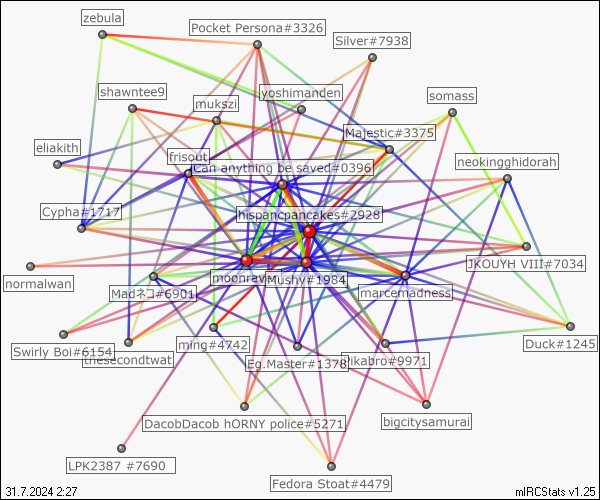 zebula
Pocket Persona#3326
Silver#7938
shawntee9
mukszi
yoshimanden
somass
Majestic#3375
eliakith
frisout
Can anything be saved#0396
neokingghidorah
Cypha#1717
hispancpancakes#2928
normalwan
moonravi
Mushy#1984
JKOUYH VIII#7034
Madネコ#6901
marcemadness
Swirly Boi#6154
thesecondtwat
ming#4742
Eg.Master#1378
ikabro#9971
Duck#1245
DacobDacob hORNY police#5271
bigcitysamurai
LPK2387 #7690
Fedora Stoat#4479
31.7.2024 2:27
mIRCStats v1.25